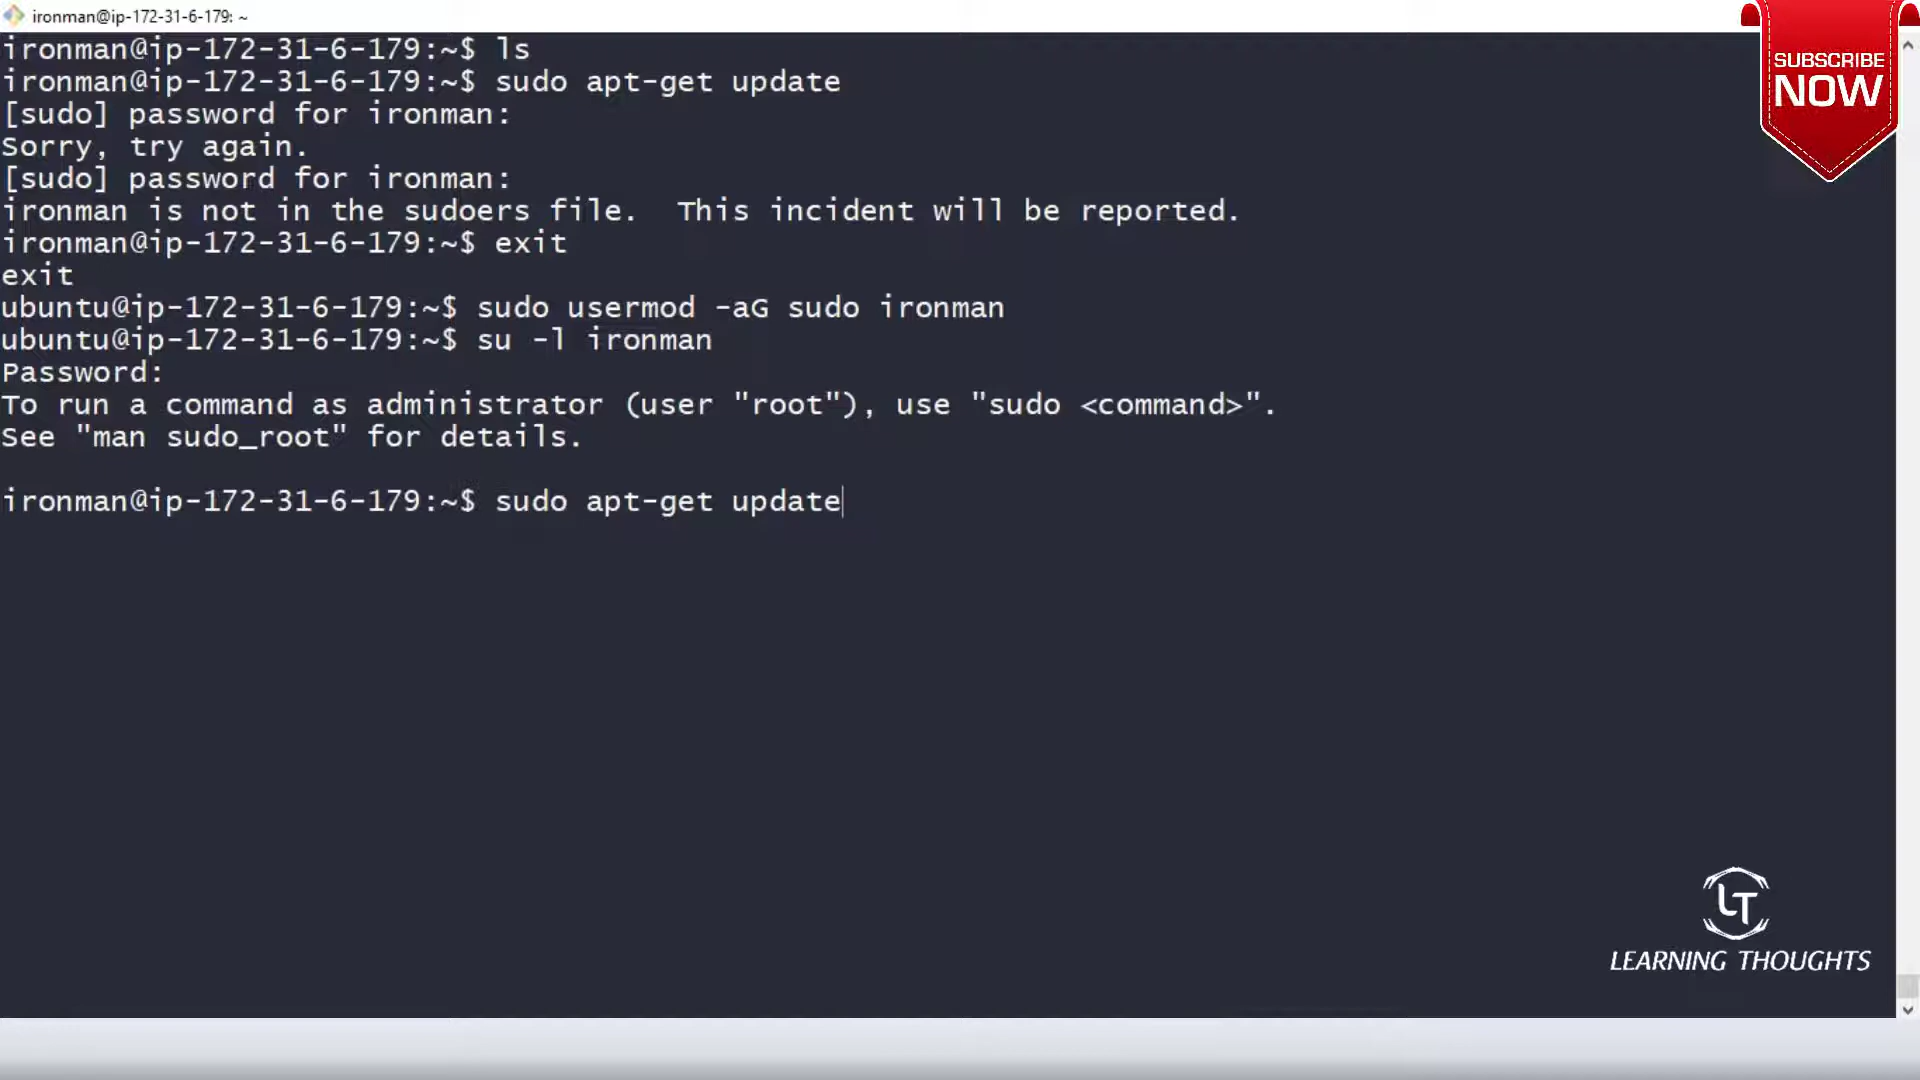 ironman@ip-172-31-6-179: ~
ironman@ip-172-31-6-179:~$ ls
ironman@ip-172-31-6-179:~$ sudo apt-get update
[sudo] password for ironman:
Sorry, try again.
[sudo] password for ironman:
ironman is not in the sudoers file.  This incident will be reported.
ironman@ip-172-31-6-179:~$ exit
exit
ubuntu@ip-172-31-6-179:~$ sudo usermod -aG sudo ironman
ubuntu@ip-172-31-6-179:~$ su -l ironman
Password:
To run a command as administrator (user "root"), use "sudo <command>".
See "man sudo_root" for details.
ironman@ip-172-31-6-179:~$ sudo apt-get update
SUBSCRIBE
NOW
LT
LEARNING THOUGHTS